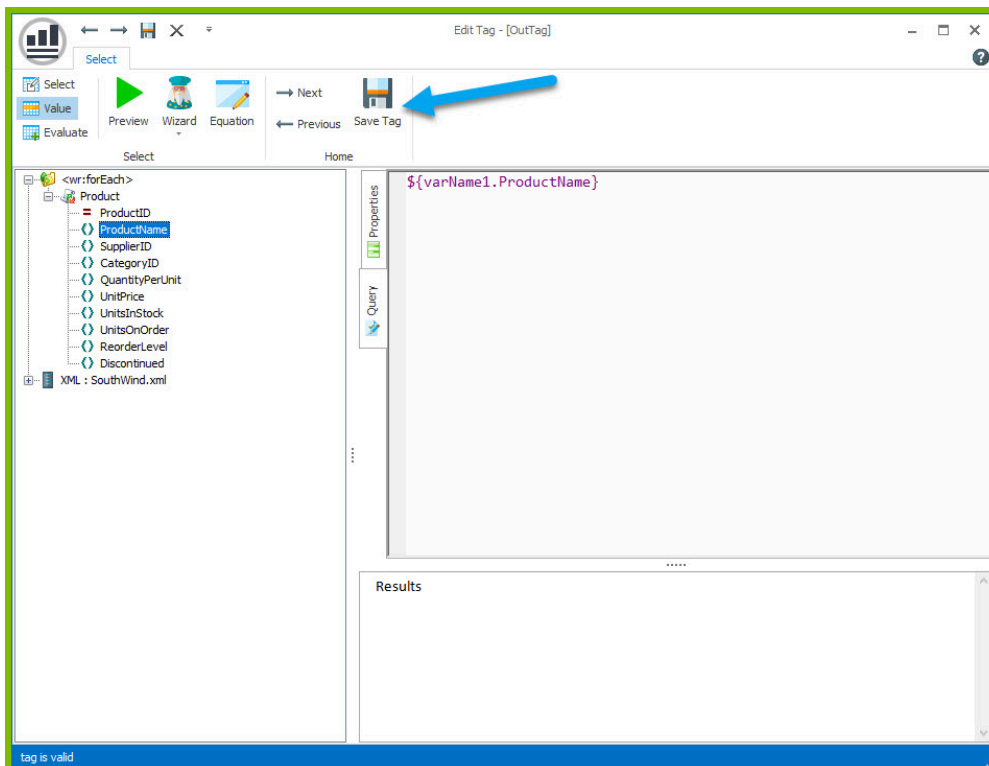 Edit Tag - [OutTag]
Select
Select
Value
Evaluate
Preview
Wizard
Equation
Next
Previous
Save Tag
Select
Home
<wr:forEach>
Product
ProductID
ProductName
SupplierID
CategoryID
QuantityPerUnit
UnitPrice
UnitsInStock
UnitsOnOrder
ReorderLevel
Discontinued
XML : SouthWind.xml
Properties
Query
${varName1.ProductName}
Results
tag is valid